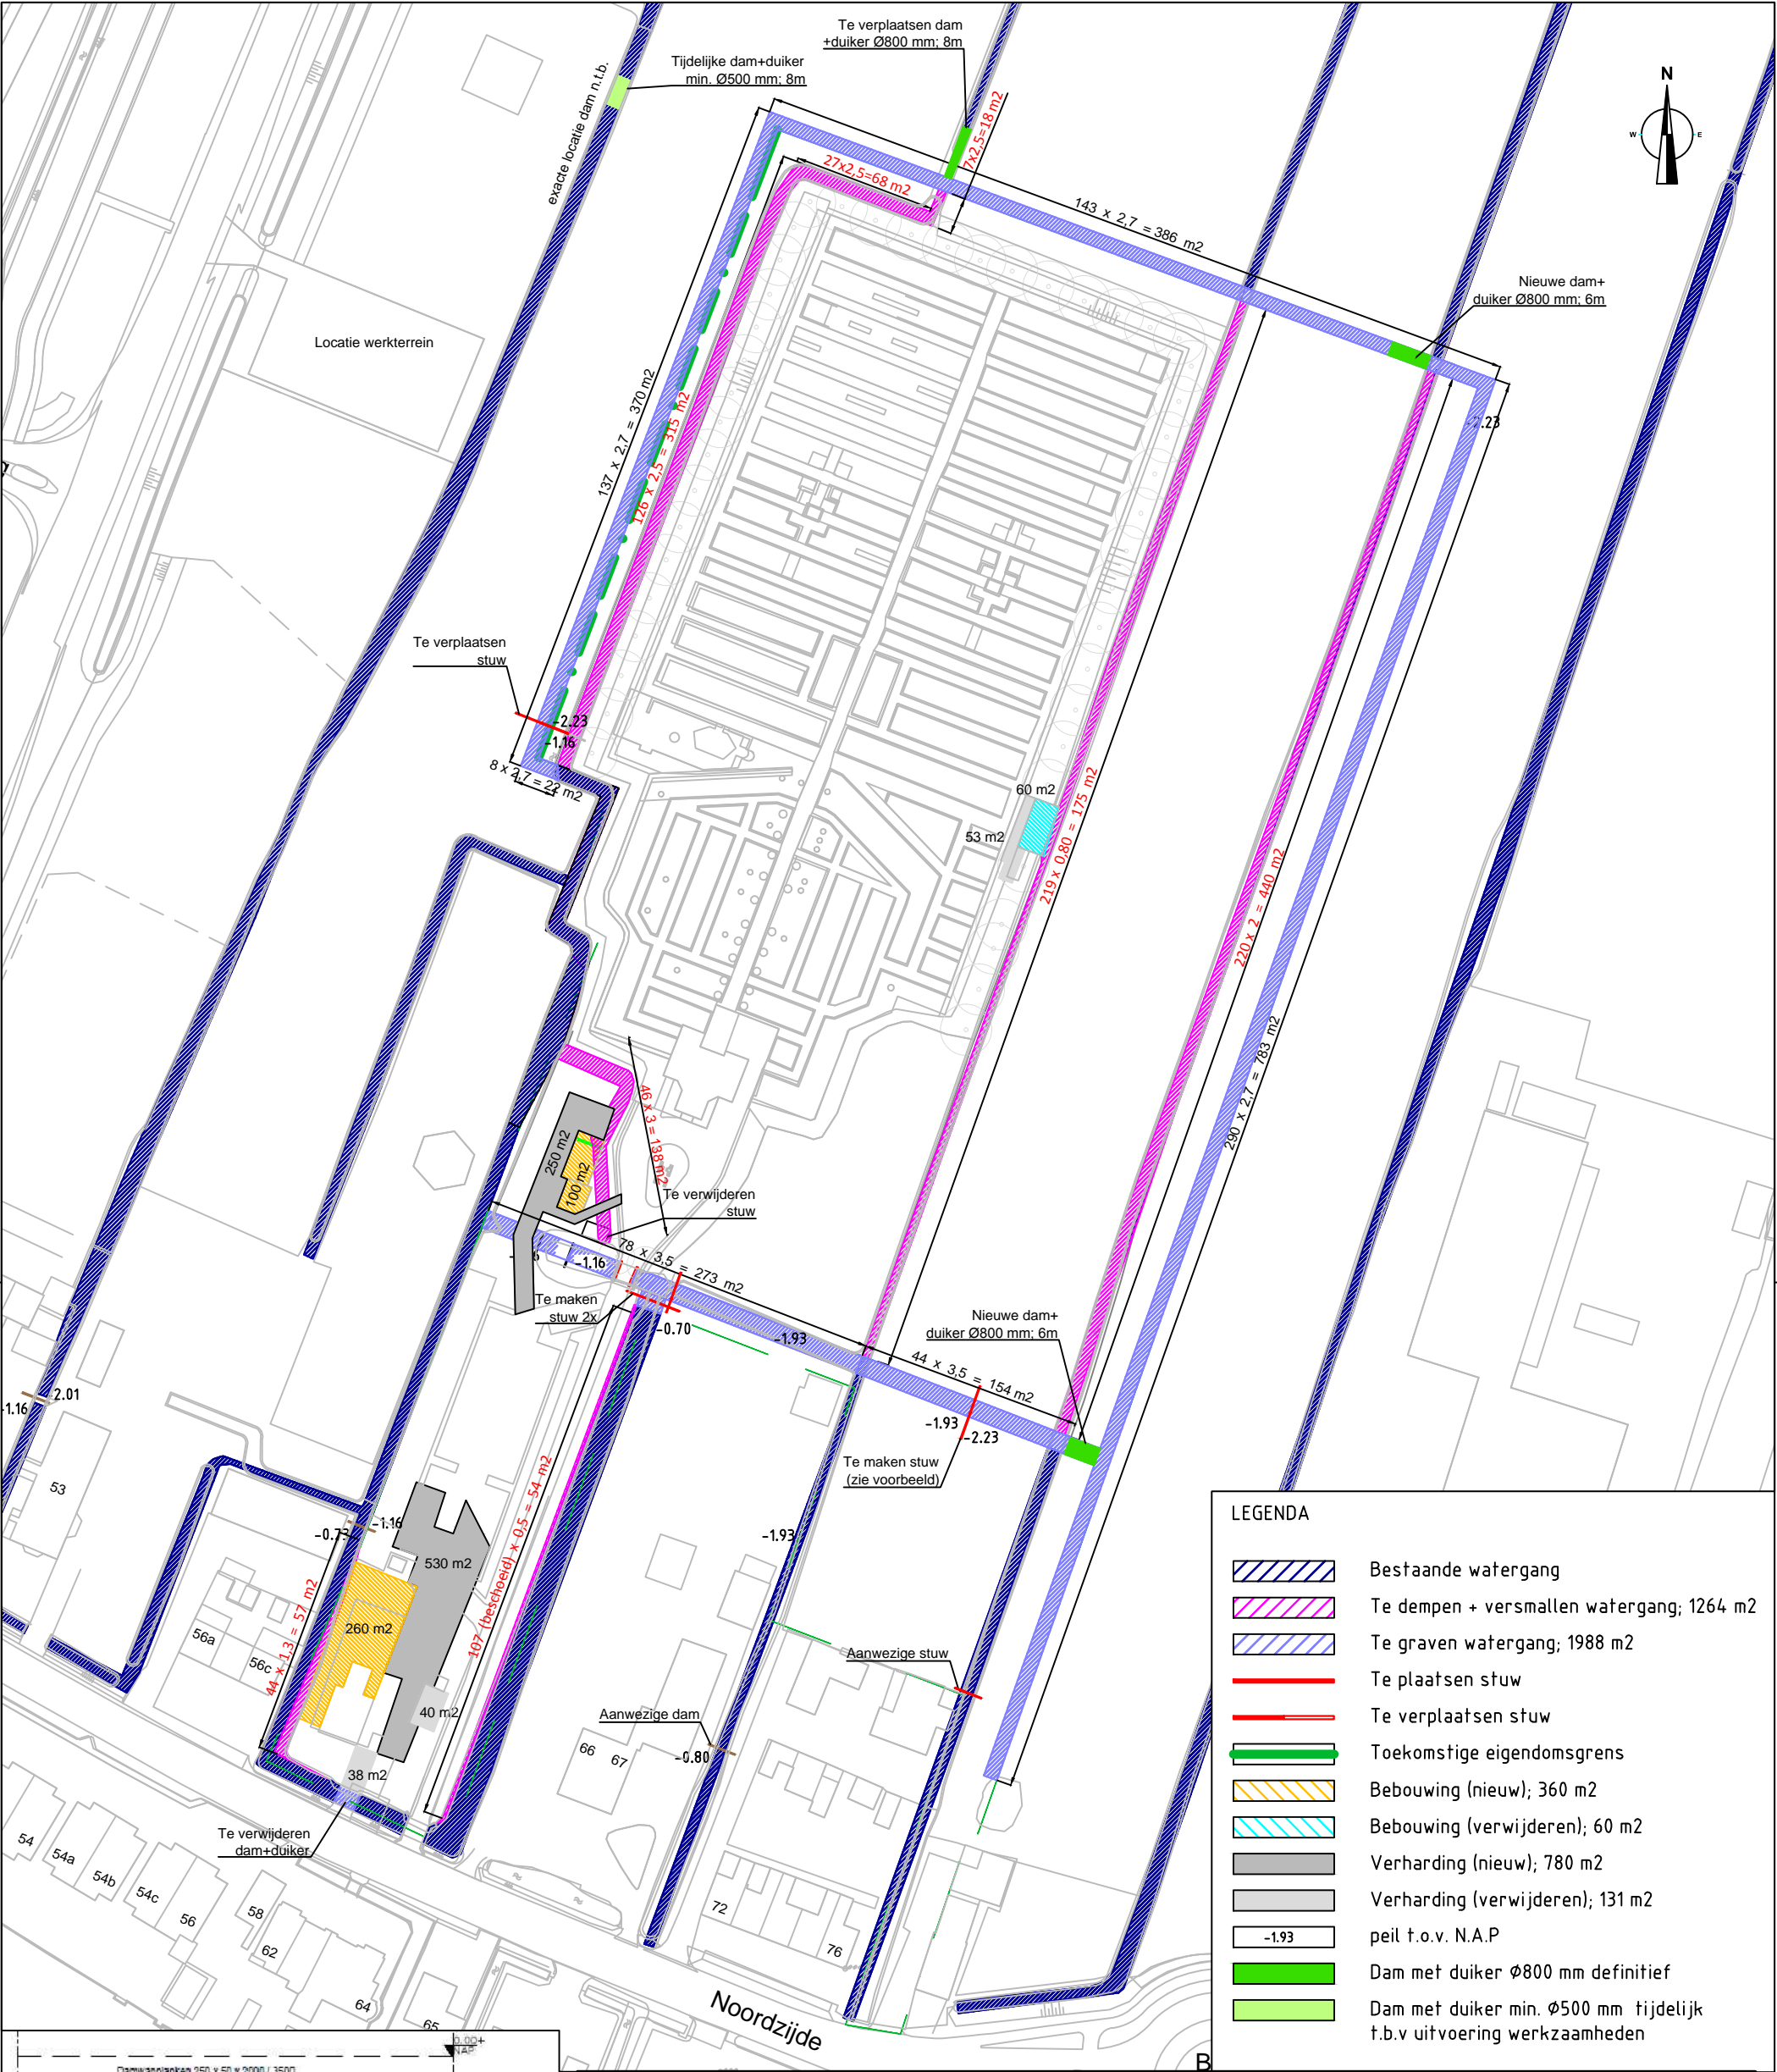 Te verplaatsen dam
+duiker Ø800 mm; 8m
Tijdelijke dam+duiker
min. Ø500 mm; 8m
exacte locatie dam n.t.b.
N
W
E
7x2,5=18 m2
27x2,5=68 m2
143 x 2,7 = 386 m2
Nieuwe dam+
duiker Ø800 mm; 6m
Locatie werkterrein
137 x 2,7 = 370 m2
126 x 2,5 = 315 m2
Te verplaatsen
stuw
-2.23
-1.16
8 x 2,7 = 22 m2
60 m2
53 m2
219 x 0,80 = 175 m2
220 x 2 = 440 m2
290 x 2,7 = 783 m2
46 x 3 = 138 m2
250 m2
100 m2
Te verwijderen
stuw
78 x 3,5 = 273 m2
-1.16
Te maken
stuw 2x
-0.70
-1.93
Nieuwe dam+
duiker Ø800 mm; 6m
44 x 3,5 = 154 m2
-1.93
-2.23
Te maken stuw
(zie voorbeeld)
-2.01
-1.16
53
-0.73
-1.16
530 m2
107 (beschoeid) x 0,5 = 54 m2
-1.93
260 m2
44 x 1,3 = 57 m2
56a
56c
40 m2
38 m2
Aanwezige stuw
Aanwezige dam
-0.80
66
67
Te verwijderen
dam+duiker
54
54a
54b
54c
56
58
62
64
65
72
76
Noordzijde
B
0.00+
NAP
Damwandplanken 250 x 50 x 2000 / 3500
LEGENDA
Bestaande watergang
Te dempen + versmallen watergang; 1264 m2
Te graven watergang; 1988 m2
Te plaatsen stuw
Te verplaatsen stuw
Toekomstige eigendomsgrens
Bebouwing (nieuw); 360 m2
Bebouwing (verwijderen); 60 m2
Verharding (nieuw); 780 m2
Verharding (verwijderen); 131 m2
-1.93 peil t.o.v. N.A.P
Dam met duiker Ø800 mm definitief
Dam met duiker min. Ø500 mm tijdelijk
t.b.v uitvoering werkzaamheden